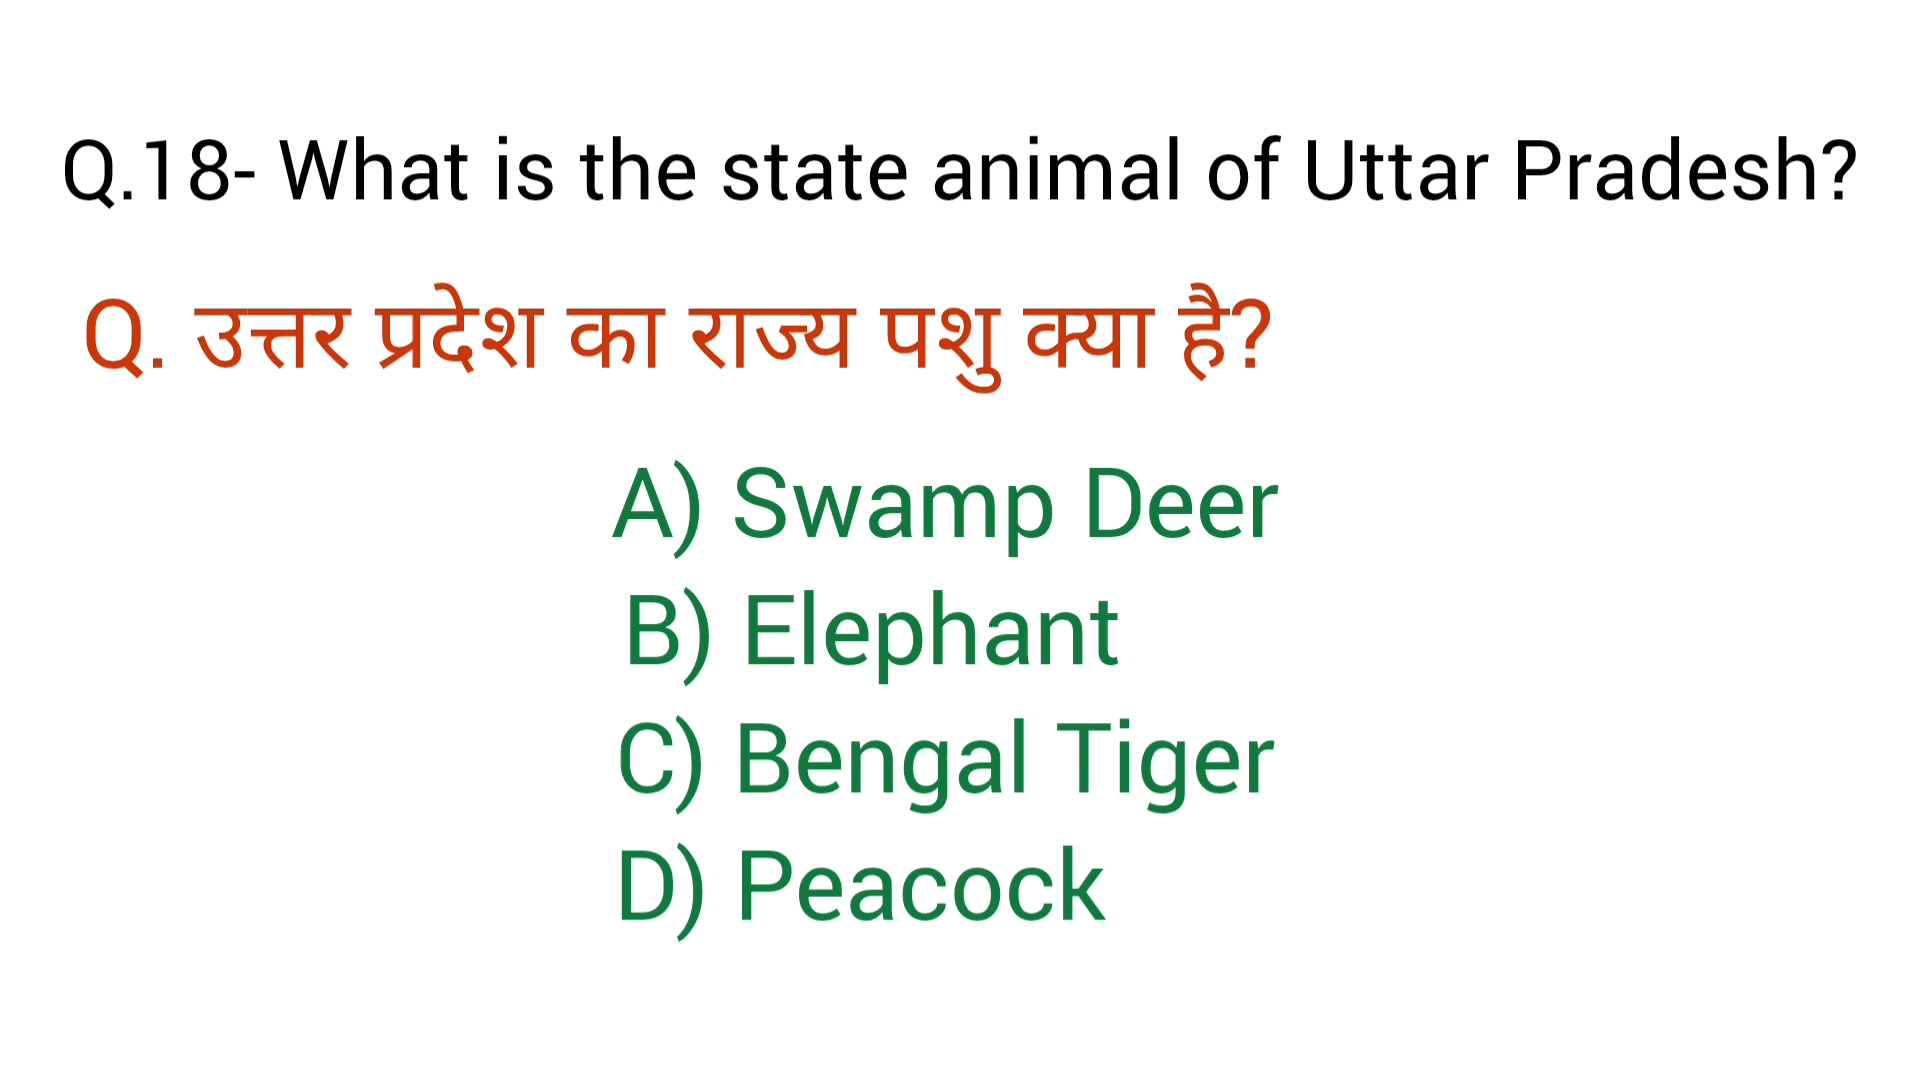 Q.18- What is the state animal of Uttar Pradesh?
Q. उत्तर प्रदेश का राज्य पशु क्या है?
A) Swamp Deer
B) Elephant
C) Bengal Tiger
D) Peacock